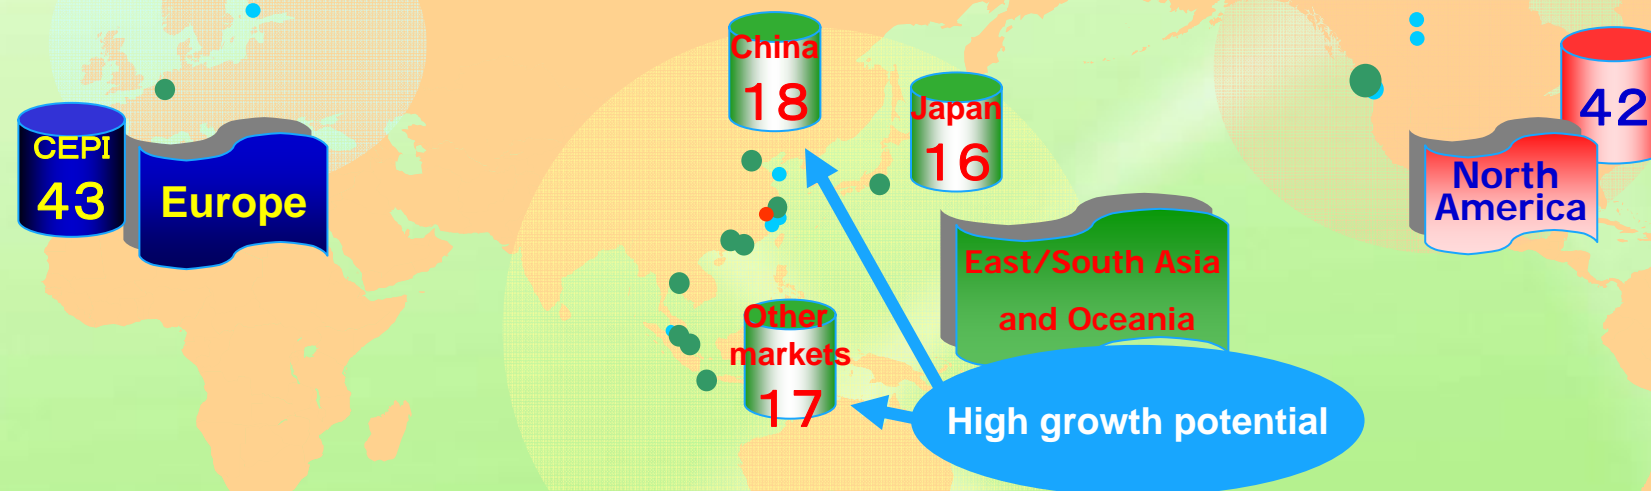 CEPI
43
Europe
China
18
Japan
16
42
North
America
East/South Asia
and Oceania
Other
markets
17
High growth potential